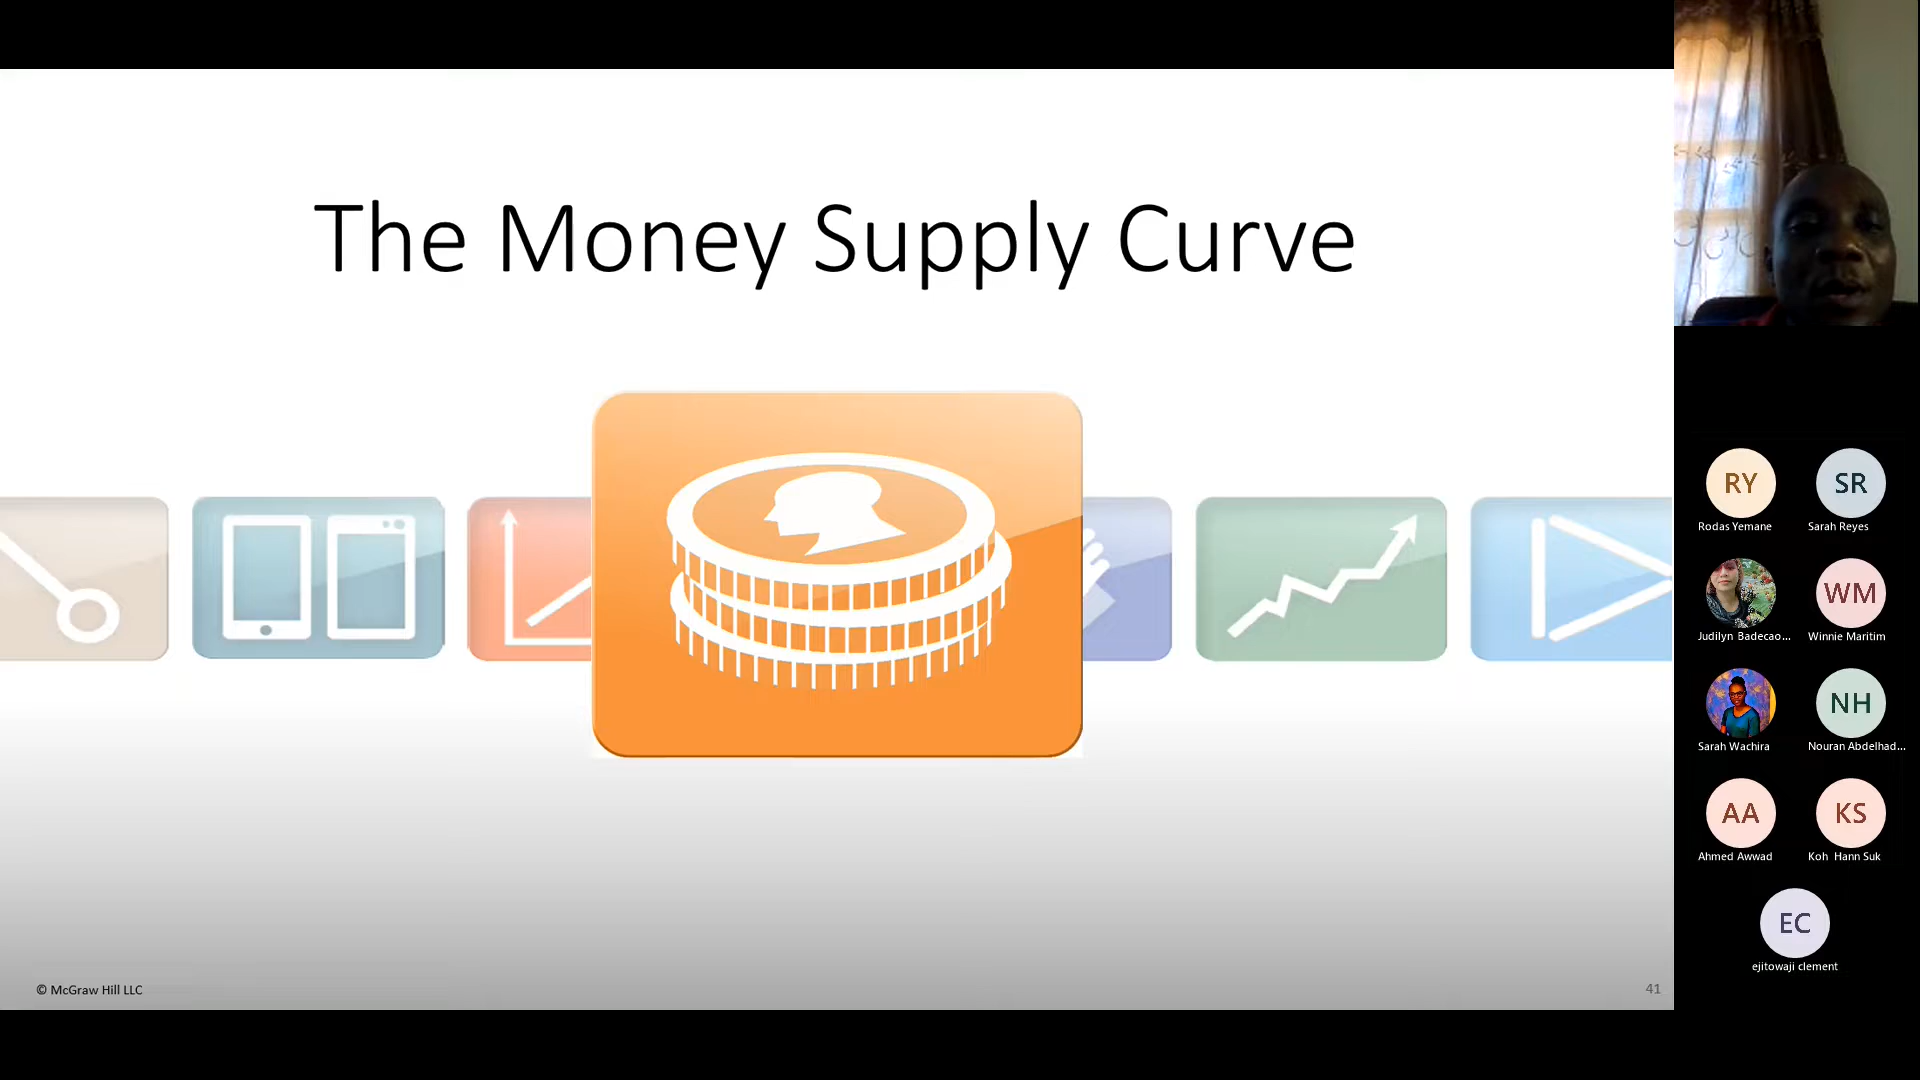 The Money Supply Curve
© McGraw Hill LLC
41
RY
Rodas Yemane
SR
Sarah Reyes
Judilyn Badecao...
WM
Winnie Maritim
Sarah Wachira
NH
Nouran Abdelhad...
AA
Ahmed Awwad
KS
Koh Hann Suk
EC
ejitowaji clement